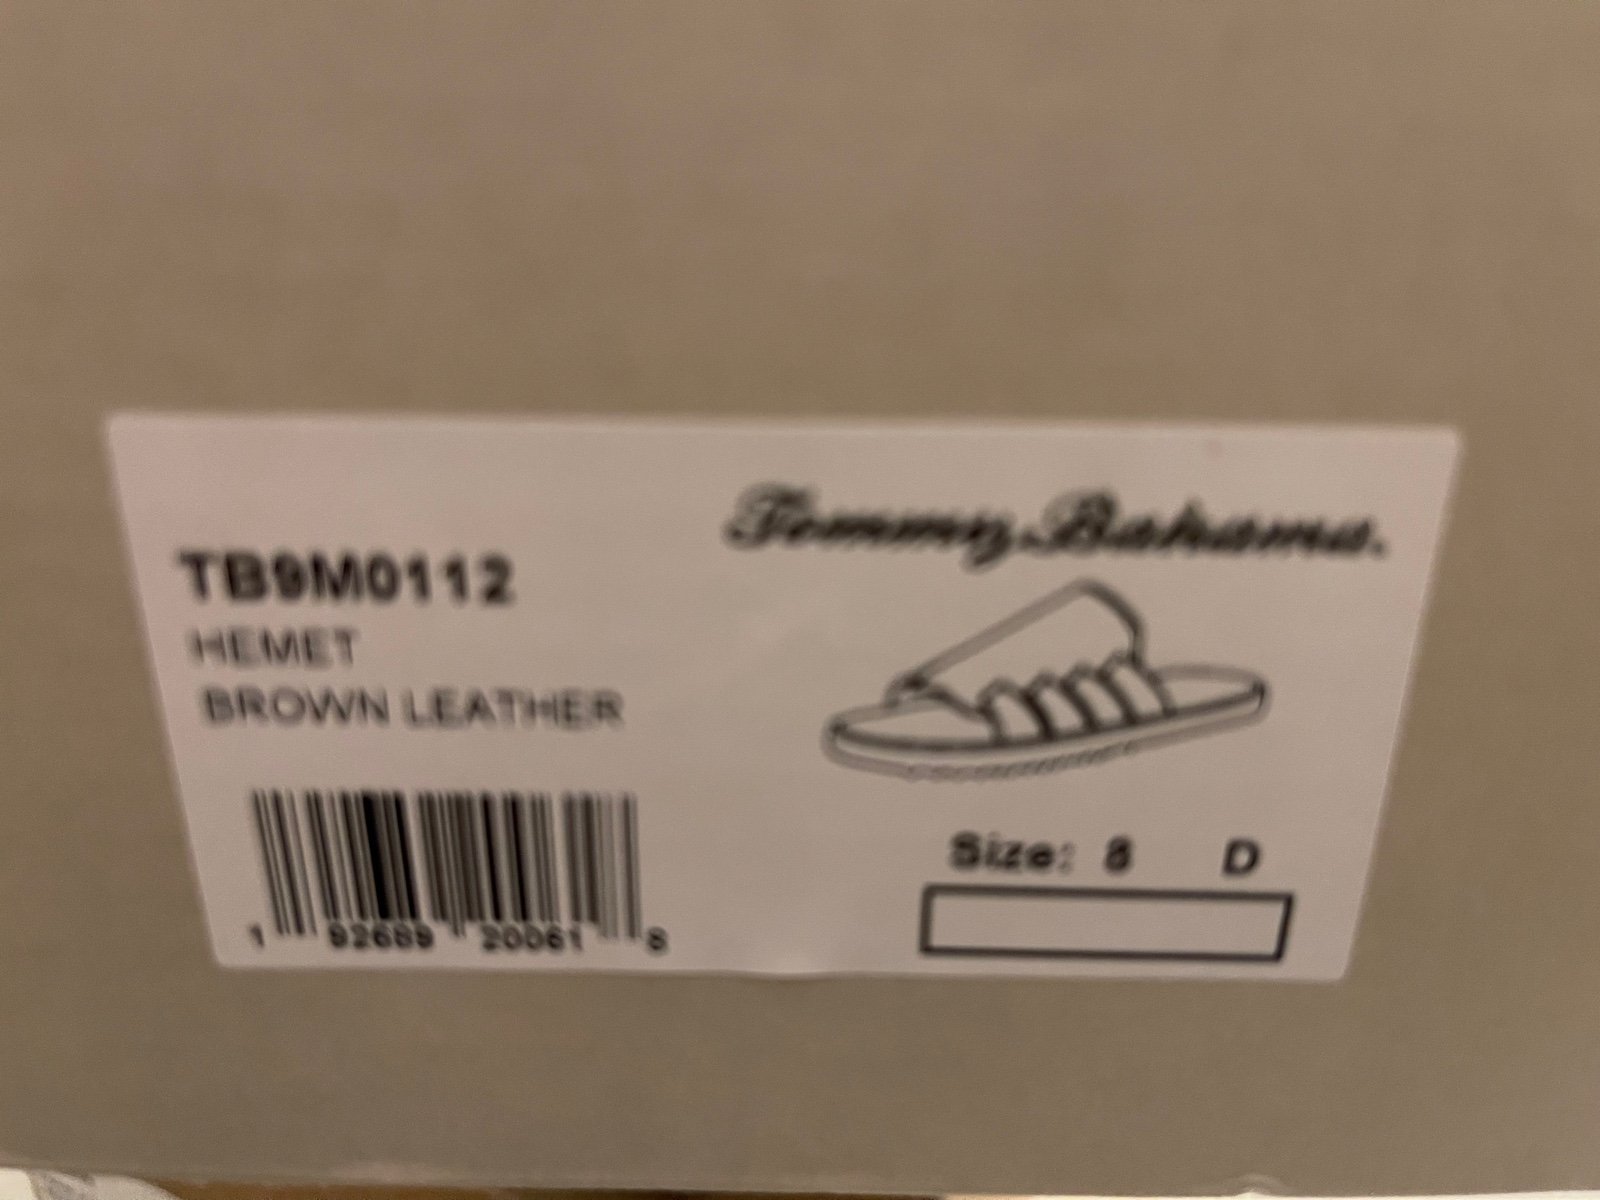 Tommy Bahama.
TB9M0112
HEMET
BROWN LEATHER
Size: 8 D
1 92689 20061 8